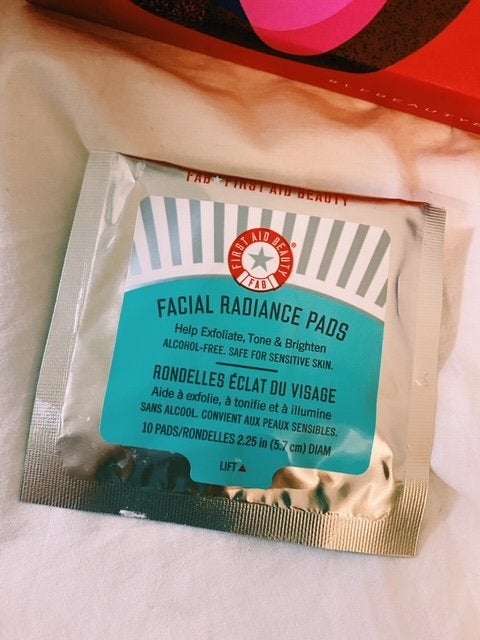 #LFBEAUTY
FAB FIRST AID BEAUTY
FIRST AID BEAUTY
FAB
FACIAL RADIANCE PADS
Help Exfoliate, Tone & Brighten
ALCOHOL-FREE. SAFE FOR SENSITIVE SKIN.
RONDELLES ÉCLAT DU VISAGE
Aide à exfolie, à tonifie et à illumine
SANS ALCOOL. CONVIENT AUX PEAUX SENSIBLES.
10 PADS/RONDELLES 2.25 in (5.7 cm) DIAM
LIFT